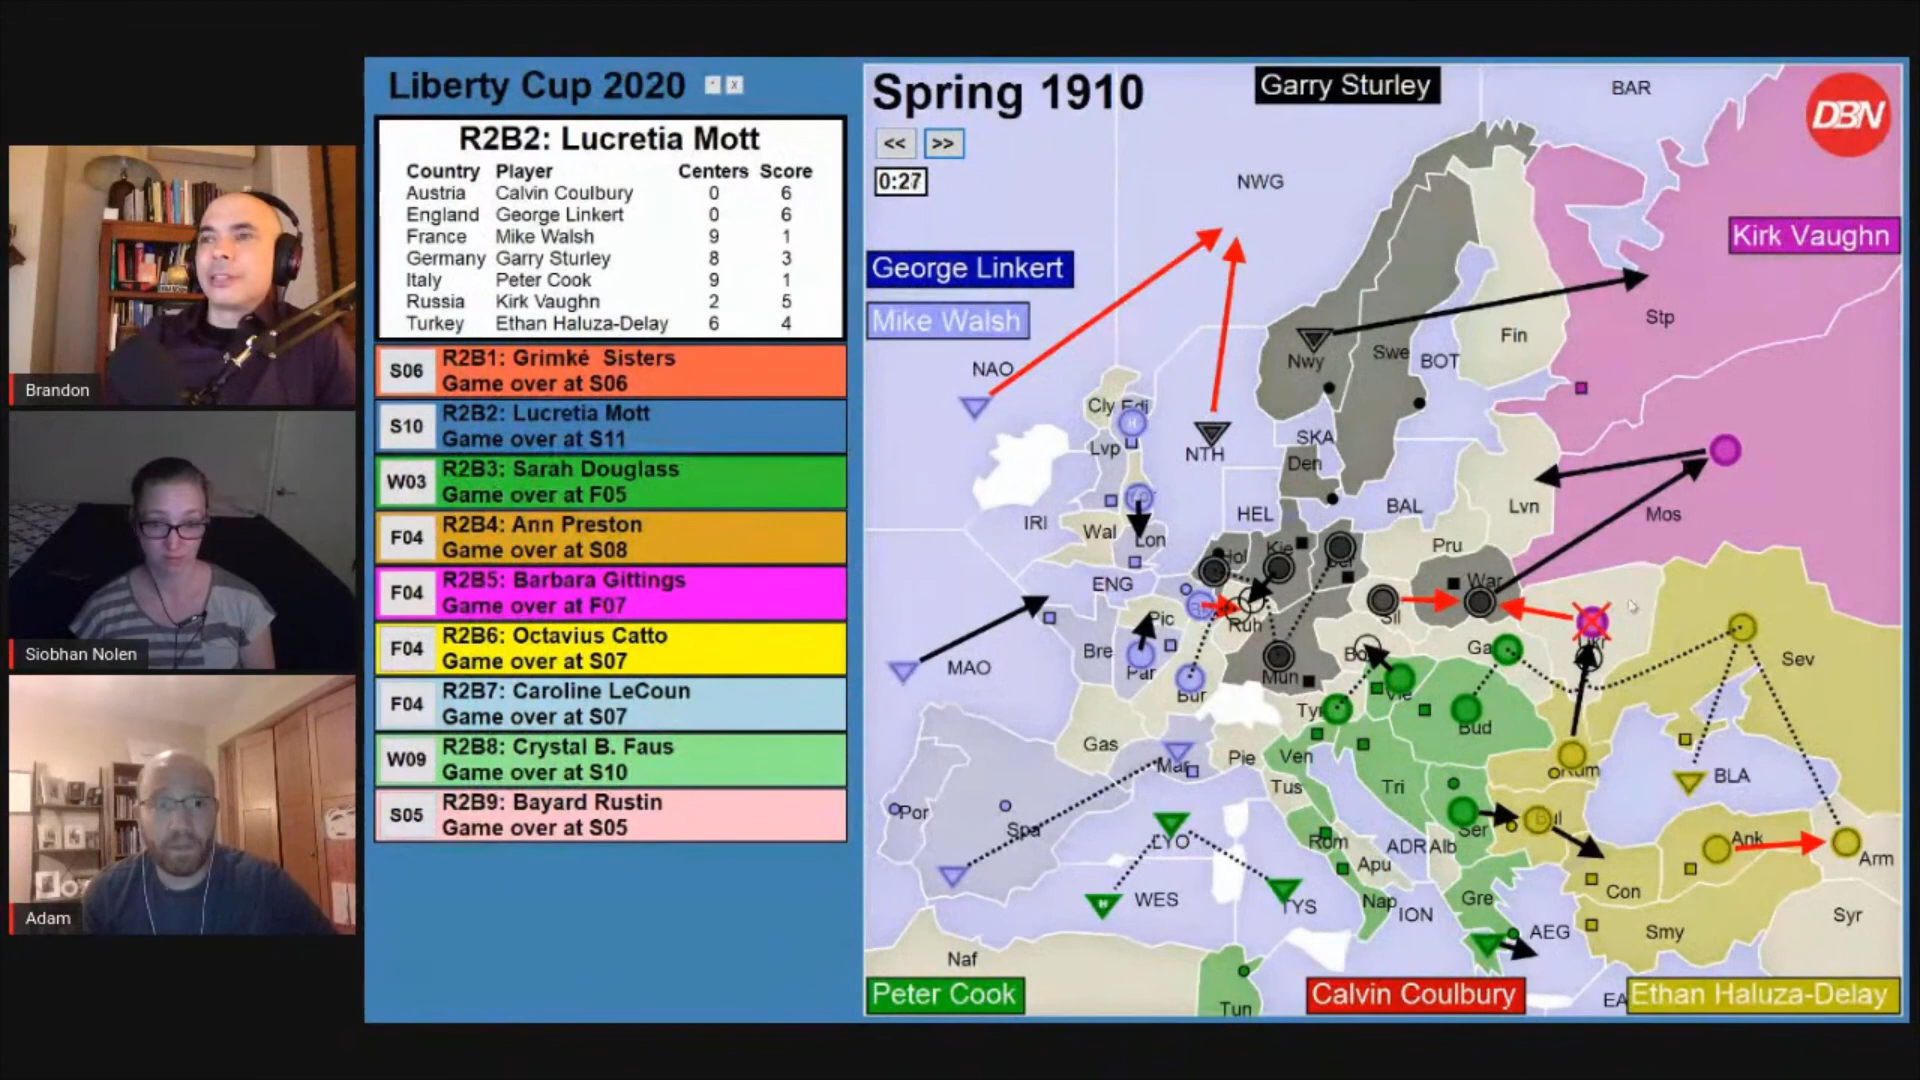 Liberty Cup 2020
R2B2: Lucretia Mott
Country Player Centers Score
Austria Calvin Coulbury 0 6
England George Linkert 0 6
France Mike Walsh 9 1
Germany Garry Sturley 8 3
Italy Peter Cook 9 1
Russia Kirk Vaughn 2 5
Turkey Ethan Haluza-Delay 6 4
S06 R2B1: Grimké Sisters
Game over at S06
S10 R2B2: Lucretia Mott
Game over at S11
W03 R2B3: Sarah Douglass
Game over at F05
F04 R2B4: Ann Preston
Game over at S08
F04 R2B5: Barbara Gittings
Game over at F07
F04 R2B6: Octavius Catto
Game over at S07
F04 R2B7: Caroline LeCoun
Game over at S07
W09 R2B8: Crystal B. Faus
Game over at S10
S05 R2B9: Bayard Rustin
Game over at S05
Brandon
Siobhan Nolen
Adam
Spring 1910
<< >>
0:27
Garry Sturley
BAR
DBN
NWG
Kirk Vaughn
George Linkert
Mike Walsh
Stp
Fin
NAO
Nwy
Swe
BOT
Cly Edi
SKA
Lvp
NTH
Den
HEL
BAL
Lvn
Mos
IRI
Wal
Lon
Hol
Kie
Pru
ENG
War
Pic
Ruh
Sil
MAO
Bre
Par
Mun
Sev
Bur
Tyr
Vie
Bud
Gas
Mar
Pie
Ven
Rum
BLA
Tus
Tri
Por
Spa
LYO
Rom
ADR
Alb
Ser
Bul
Ank
Arm
Apu
WES
TYS
Nap
ION
Gre
Con
AEG
Smy
Syr
Naf
Tun
Peter Cook
Calvin Coulbury
Ethan Haluza-Delay